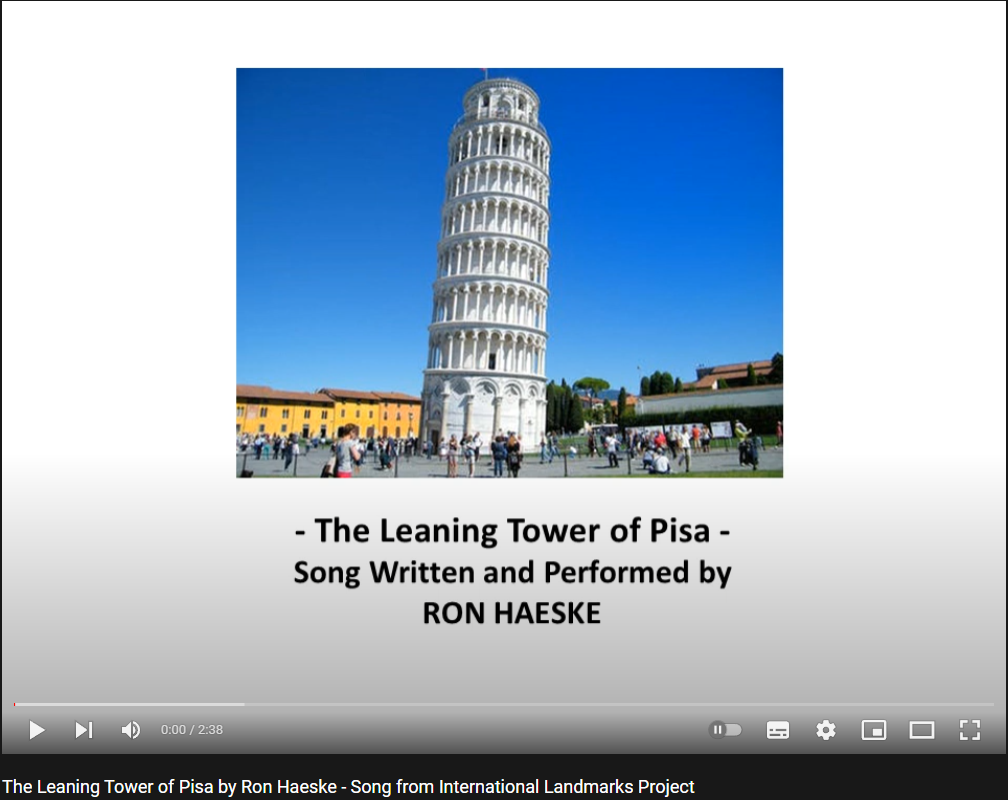 - The Leaning Tower of Pisa -
Song Written and Performed by
RON HAESKE
0:00 / 2:38
The Leaning Tower of Pisa by Ron Haeske - Song from International Landmarks Project